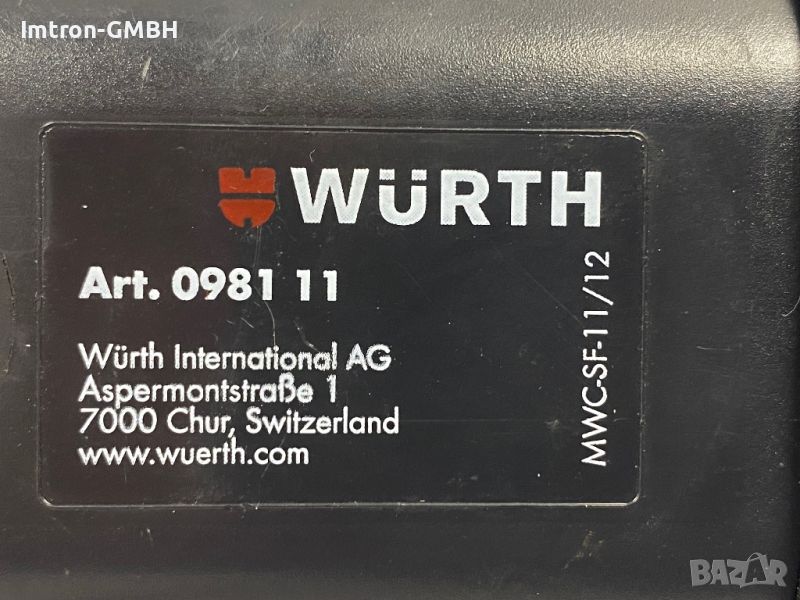 Imtron-GMBH
WÜRTH
Art. 0981 11
Würth International AG
Aspermontstraße 1
7000 Chur, Switzerland
www.wuerth.com
MWC-SF-11/12
BAZAR